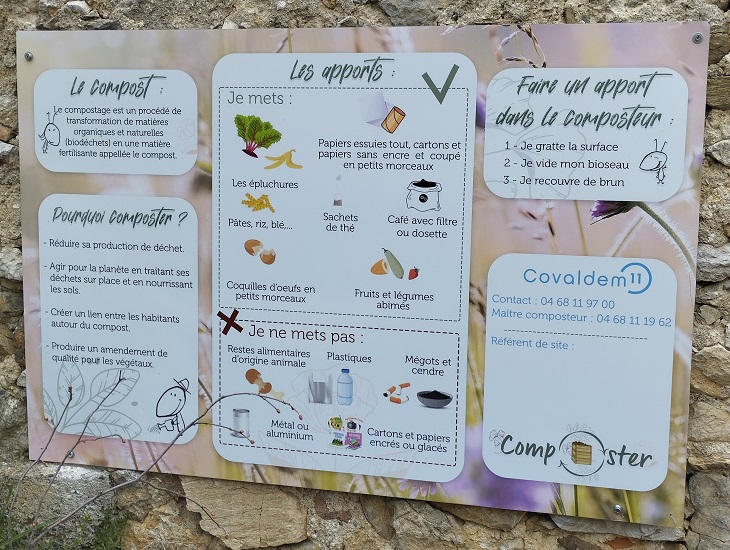 Le compost :
Le compostage est un procédé de
transformation de matières
organiques et naturelles
(biodéchets) en une matière
fertilisante appellée le compost.
Pourquoi composter ?
- Réduire sa production de déchet.
- Agir pour la planète en traitant ses
déchets sur place et en nourrissant
les sols.
- Créer un lien entre les habitants
autour du compost.
- Produire un amendement de
qualité pour les végétaux.
Les apports :
Je mets :
Papiers essuies tout, cartons et
papiers sans encre et coupé
en petits morceaux
Les épluchures
Pâtes, riz, blé,...
Sachets
de thé
Café avec filtre
ou dosette
Coquilles d'oeufs en
petits morceaux
Fruits et légumes
abimés
Je ne mets pas :
Restes alimentaires
d'origine animale
Plastiques
Mégots et
cendre
Métal ou
aluminium
Cartons et papiers
encrés ou glacés
Faire un apport
dans le composteur :
1 - Je gratte la surface
2 - Je vide mon bioseau
3 - Je recouvre de brun
Covaldem11
Contact : 04 68 11 97 00
Maître composteur : 04 68 11 19 62
Référent de site :
Composter